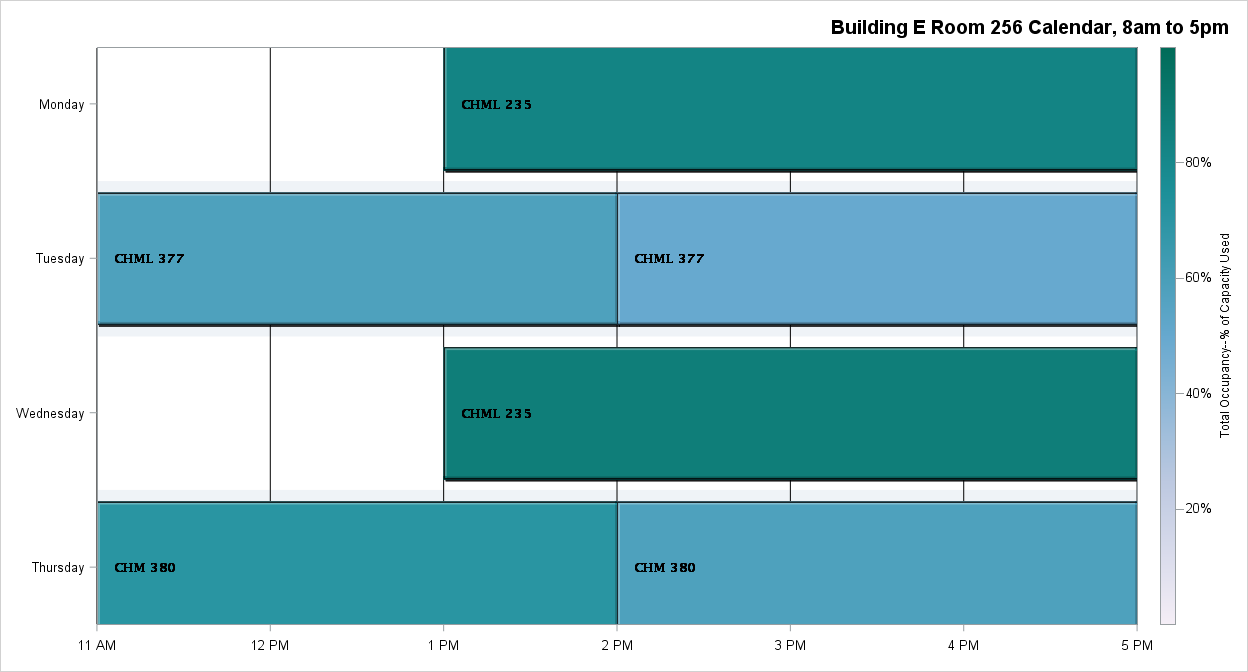 Building E Room 256 Calendar, 8am to 5pm
Monday
CHML 235
Tuesday
CHML 377
CHML 377
Wednesday
CHML 235
Thursday
CHM 380
CHM 380
11 AM
12 PM
1 PM
2 PM
3 PM
4 PM
5 PM
80%
60%
40%
20%
Total Occupancy--% of Capacity Used